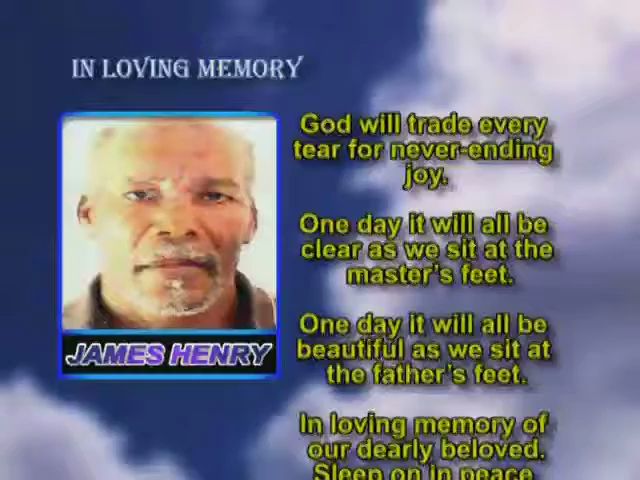 IN LOVING MEMORY
JAMES HENRY
God will trade every
tear for never-ending
joy.
One day it will all be
clear as we sit at the
master's feet.
One day it will all be
beautiful as we sit at
the father's feet.
In loving memory of
our dearly beloved.
Sleep on in peace